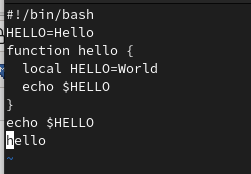 #!/bin/bash
HELLO=Hello
function hello {
  local HELLO=World
  echo $HELLO
}
echo $HELLO
hello
~